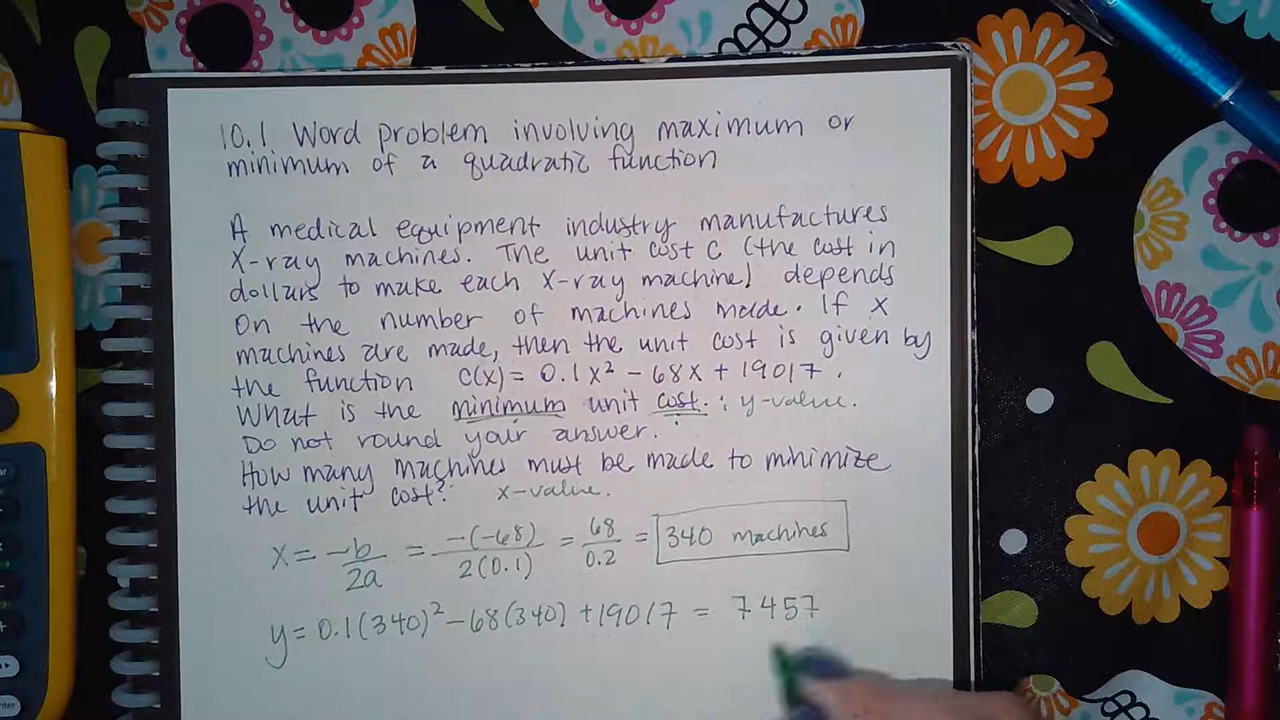 10.1 Word problem involving maximum or
minimum of a quadratic function
A medical equipment industry manufactures
X-ray machines. The unit cost C (the cost in
dollars to make each X-ray machine) depends
on the number of machines made. If x
machines are made, then the unit cost is given by
the function C(x) = 0.1x² - 68x + 19017.
What is the minimum unit cost. : y-value.
Do not round your answer.
How many machines must be made to minimize
the unit cost? x-value.
x = -b/2a = -(-68)/2(0.1) = 68/0.2 = 340 machines
y = 0.1(340)² - 68(340) + 19017 = 7457